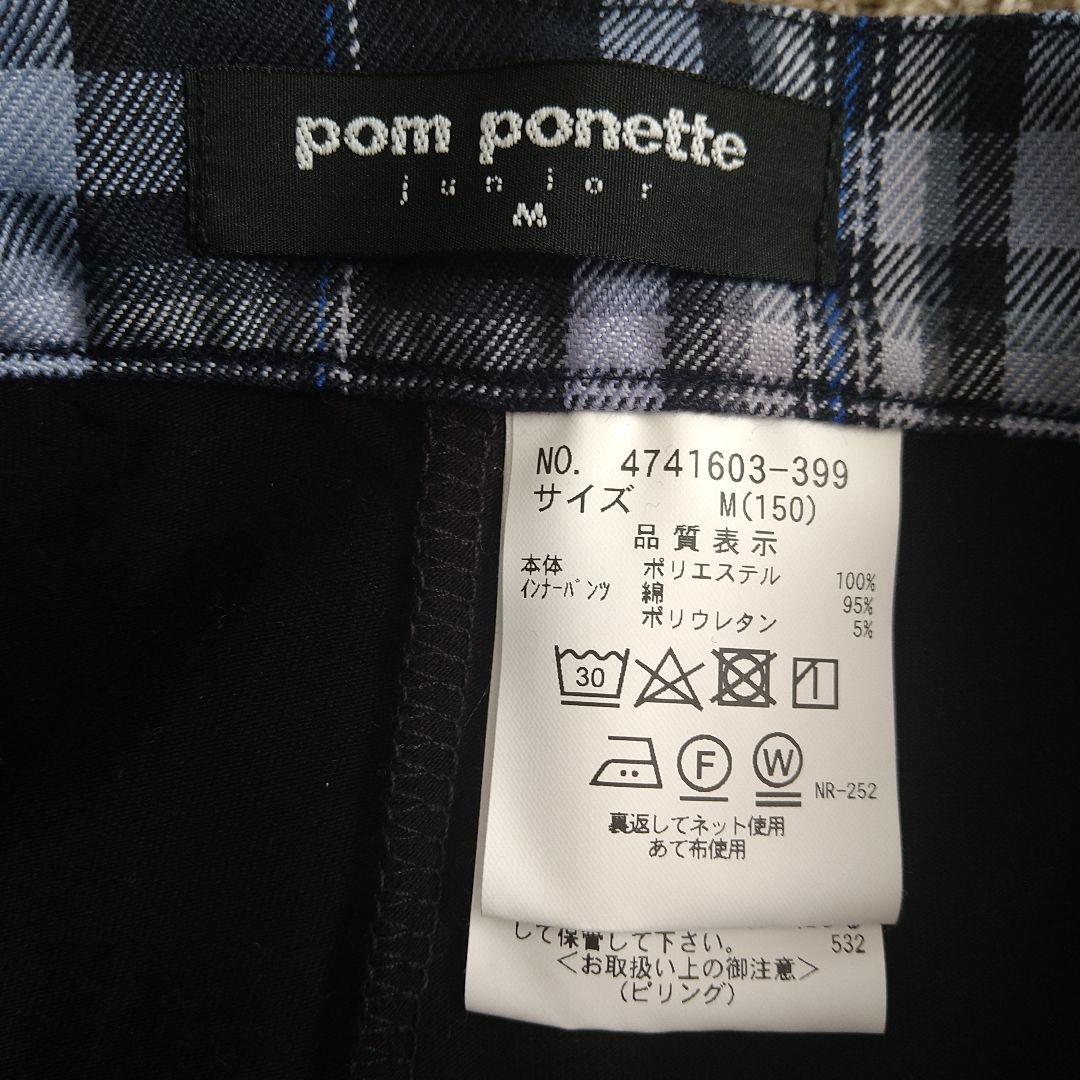 pom ponette
junior
M
NO. 4741603-399
サイズ M(150)
品質表示
本体 ポリエステル 100%
インナーパンツ 綿 95%
ポリウレタン 5%
30
F W NR-252
裏返してネット使用
あて布使用
して保管して下さい。 532
＜お取扱い上の御注意＞
(ピリング)